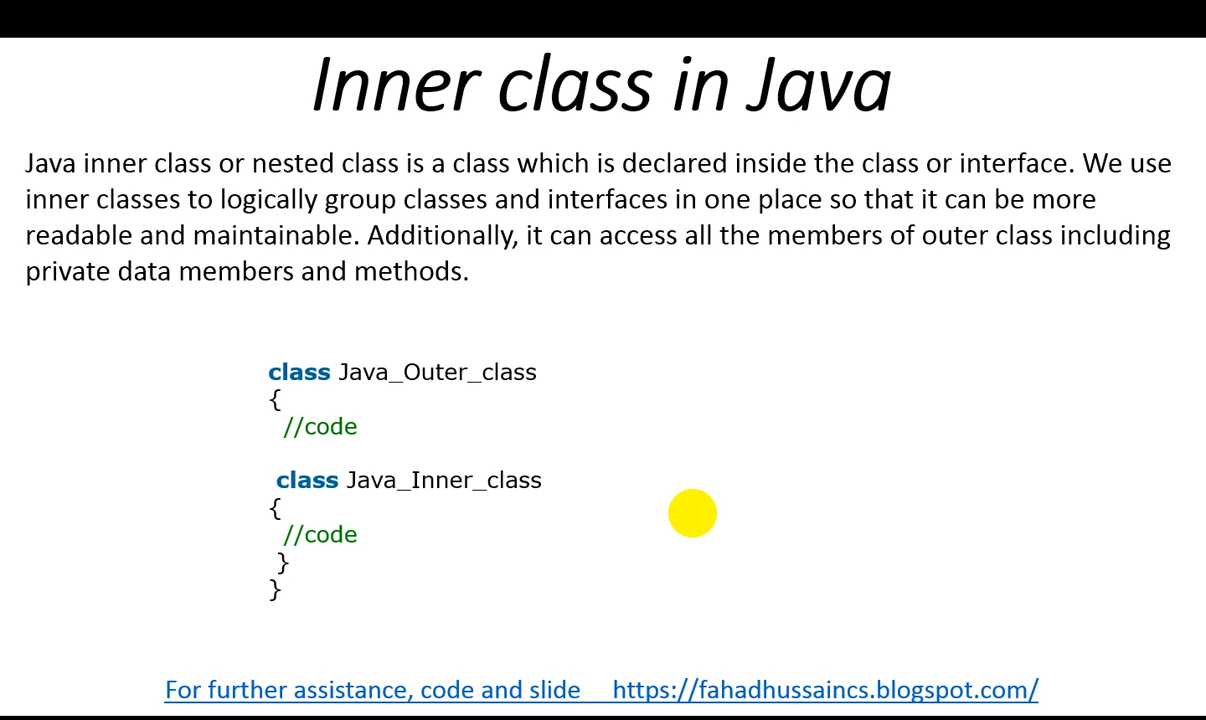 Inner class in Java
Java inner class or nested class is a class which is declared inside the class or interface. We use
inner classes to logically group classes and interfaces in one place so that it can be more
readable and maintainable. Additionally, it can access all the members of outer class including
private data members and methods.
class Java_Outer_class
{
//code
class Java_Inner_class
{
//code
}
}
For further assistance, code and slide https://fahadhussaincs.blogspot.com/